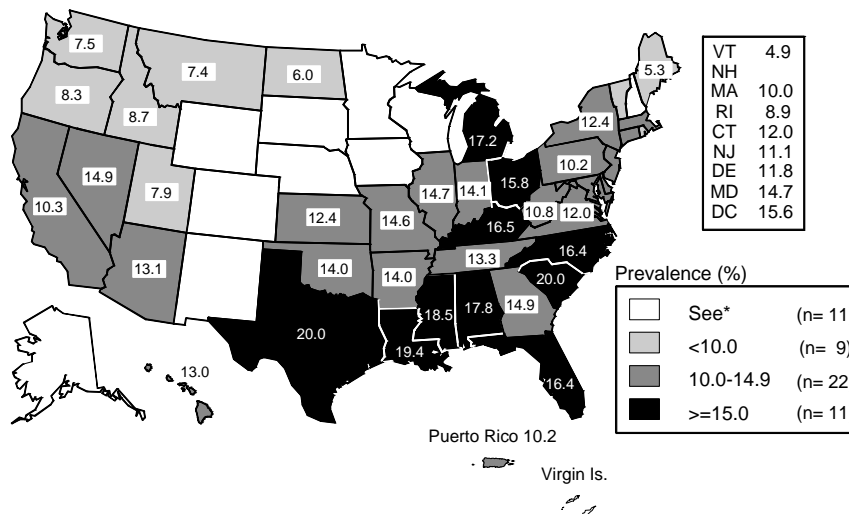 7.5
7.4
6.0
5.3
8.3
8.7
12.4
17.2
10.2
14.9
7.9
14.7
14.1
15.8
10.3
12.4
14.6
10.8
12.0
16.5
16.4
13.1
14.0
14.0
13.3
20.0
14.9
18.5
17.8
20.0
19.4
16.4
13.0
VT 4.9
NH
MA 10.0
RI 8.9
CT 12.0
NJ 11.1
DE 11.8
MD 14.7
DC 15.6
Prevalence (%)
See* (n= 11
<10.0 (n= 9)
10.0-14.9 (n= 22
>=15.0 (n= 11
Puerto Rico 10.2
Virgin Is.